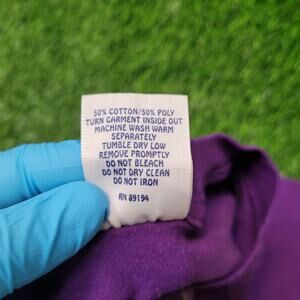 50% COTTON/50% POLY
TURN GARMENT INSIDE OUT
MACHINE WASH WARM
SEPARATELY
TUMBLE DRY LOW
REMOVE PROMPTLY
DO NOT BLEACH
DO NOT DRY CLEAN
DO NOT IRON
RN 89194